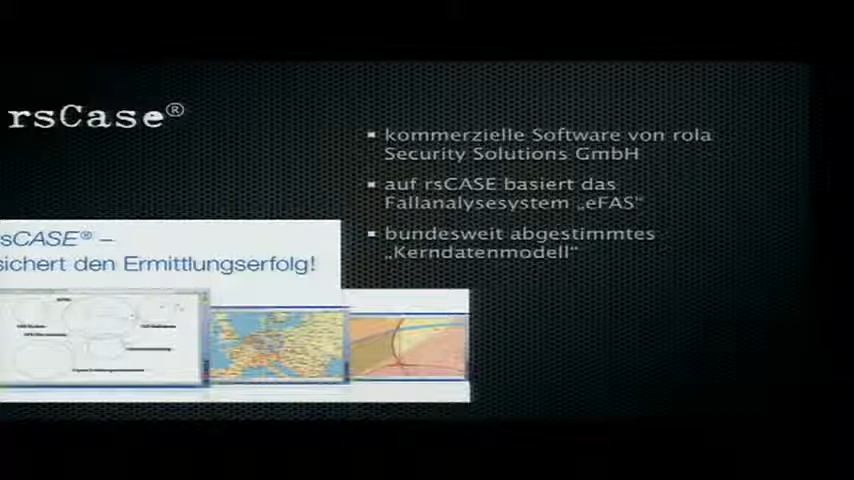 rsCase®
kommerzielle Software von rola
Security Solutions GmbH
auf rsCASE basiert das
Fallanalysesystem „eFAS“
bundesweit abgestimmtes
„Kerndatenmodell“
rsCASE® –
sichert den Ermittlungserfolg!